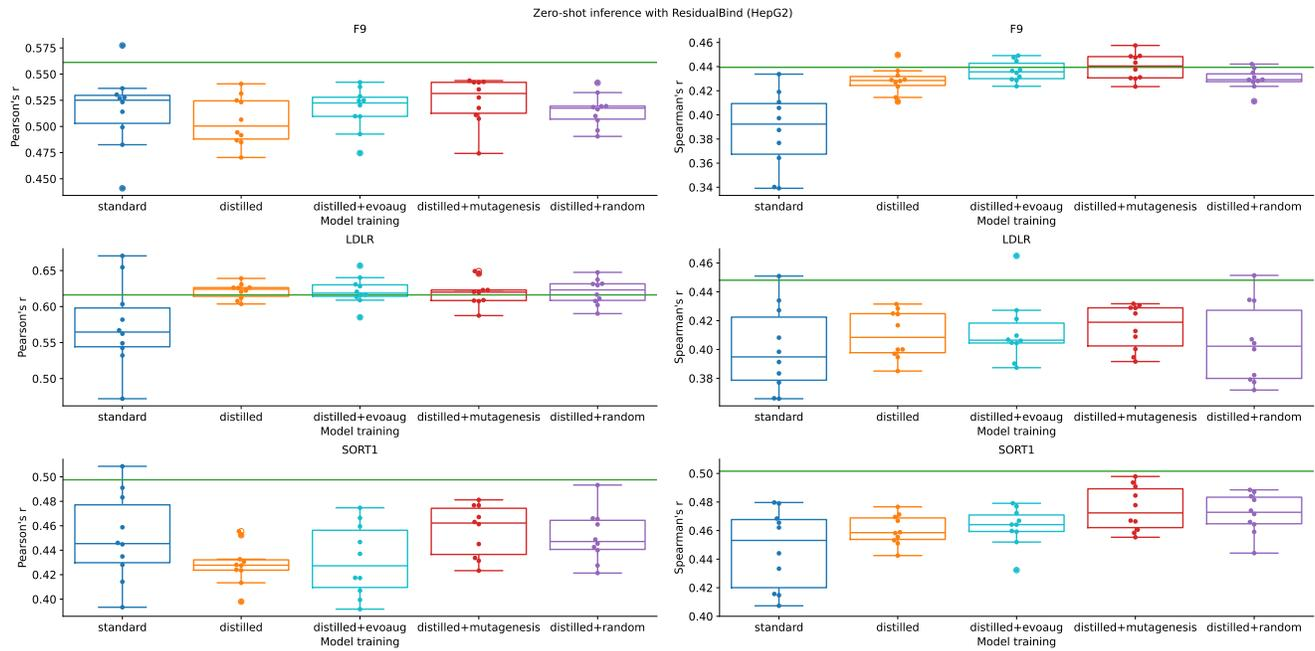 Zero-shot inference with ResidualBind (HepG2)
F9
Pearson's r
0.575
0.550
0.525
0.500
0.475
0.450
standard distilled distilled+evoaug distilled+mutagenesis distilled+random
Model training
F9
Spearman's r
0.46
0.44
0.42
0.40
0.38
0.36
0.34
standard distilled distilled+evoaug distilled+mutagenesis distilled+random
Model training
LDLR
Pearson's r
0.65
0.60
0.55
0.50
standard distilled distilled+evoaug distilled+mutagenesis distilled+random
Model training
LDLR
Spearman's r
0.46
0.44
0.42
0.40
0.38
standard distilled distilled+evoaug distilled+mutagenesis distilled+random
Model training
SORT1
Pearson's r
0.50
0.48
0.46
0.44
0.42
0.40
standard distilled distilled+evoaug distilled+mutagenesis distilled+random
Model training
SORT1
Spearman's r
0.50
0.48
0.46
0.44
0.42
0.40
standard distilled distilled+evoaug distilled+mutagenesis distilled+random
Model training